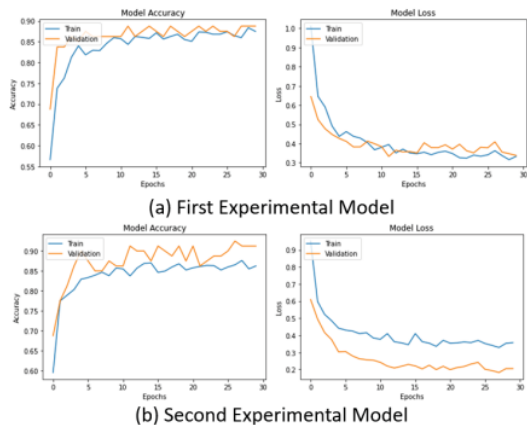 Model Accuracy
Model Loss
Train
Validation
Train
Validation
0.90
0.85
0.80
0.75
0.70
0.65
0.60
0.55
Accuracy
0 5 10 15 20 25 30
Epochs
1.0
0.9
0.8
0.7
0.6
0.5
0.4
0.3
Loss
0 5 10 15 20 25 30
Epochs
(a) First Experimental Model
Model Accuracy
Model Loss
Train
Validation
Train
Validation
0.90
0.85
0.80
0.75
0.70
0.65
0.60
Accuracy
0 5 10 15 20 25 30
Epochs
0.9
0.8
0.7
0.6
0.5
0.4
0.3
0.2
Loss
0 5 10 15 20 25 30
Epochs
(b) Second Experimental Model